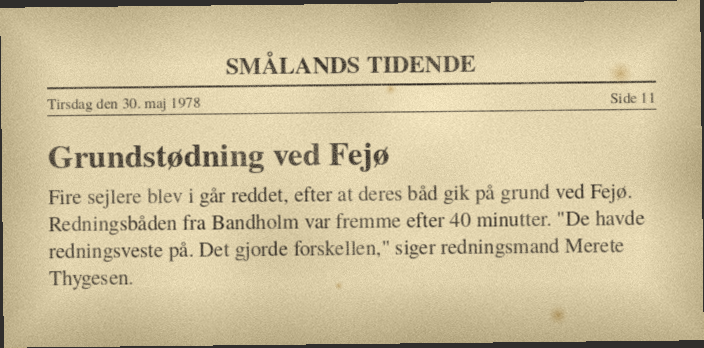 SMÅLANDS TIDENDE
Tirsdag den 30. maj 1978 Side 11
Grundstødning ved Fejø
Fire sejlere blev i går reddet, efter at deres båd gik på grund ved Fejø.
Redningsbåden fra Bandholm var fremme efter 40 minutter. "De havde
redningsveste på. Det gjorde forskellen," siger redningsmand Merete
Thygesen.